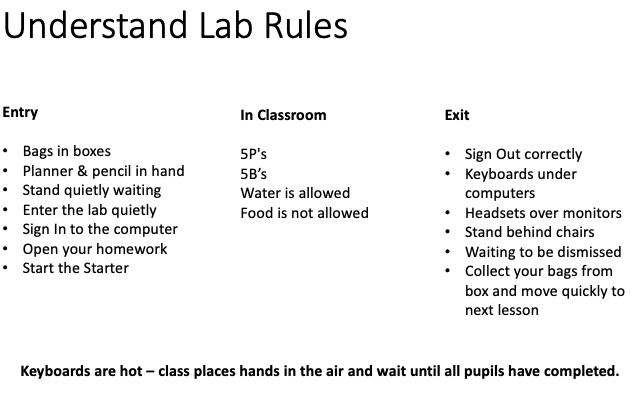 Understand Lab Rules
Entry
• Bags in boxes
• Planner & pencil in hand
• Stand quietly waiting
• Enter the lab quietly
• Sign In to the computer
• Open your homework
• Start the Starter
In Classroom
5P's
5B’s
Water is allowed
Food is not allowed
Exit
• Sign Out correctly
• Keyboards under
computers
• Headsets over monitors
• Stand behind chairs
• Waiting to be dismissed
• Collect your bags from
box and move quickly to
next lesson
Keyboards are hot – class places hands in the air and wait until all pupils have completed.